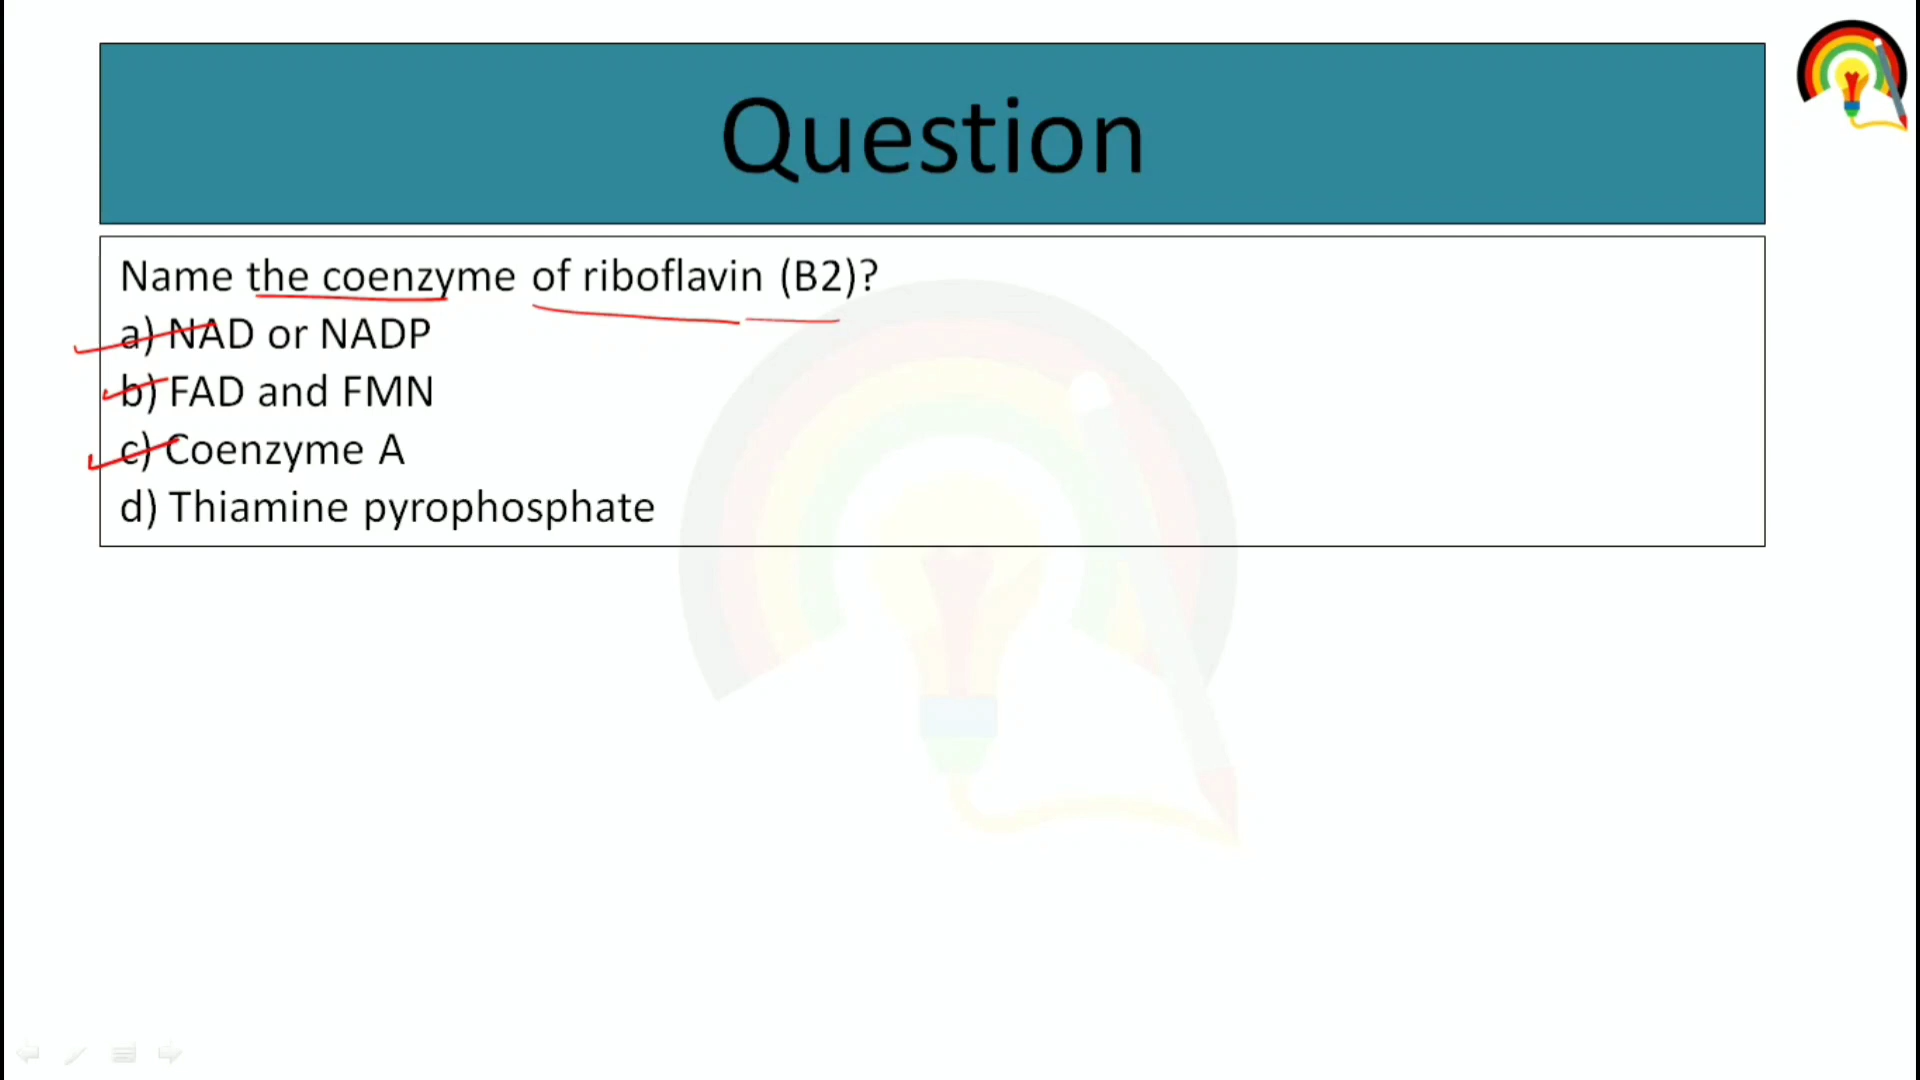 Question
Name the coenzyme of riboflavin (B2)?
a) NAD or NADP
b) FAD and FMN
c) Coenzyme A
d) Thiamine pyrophosphate